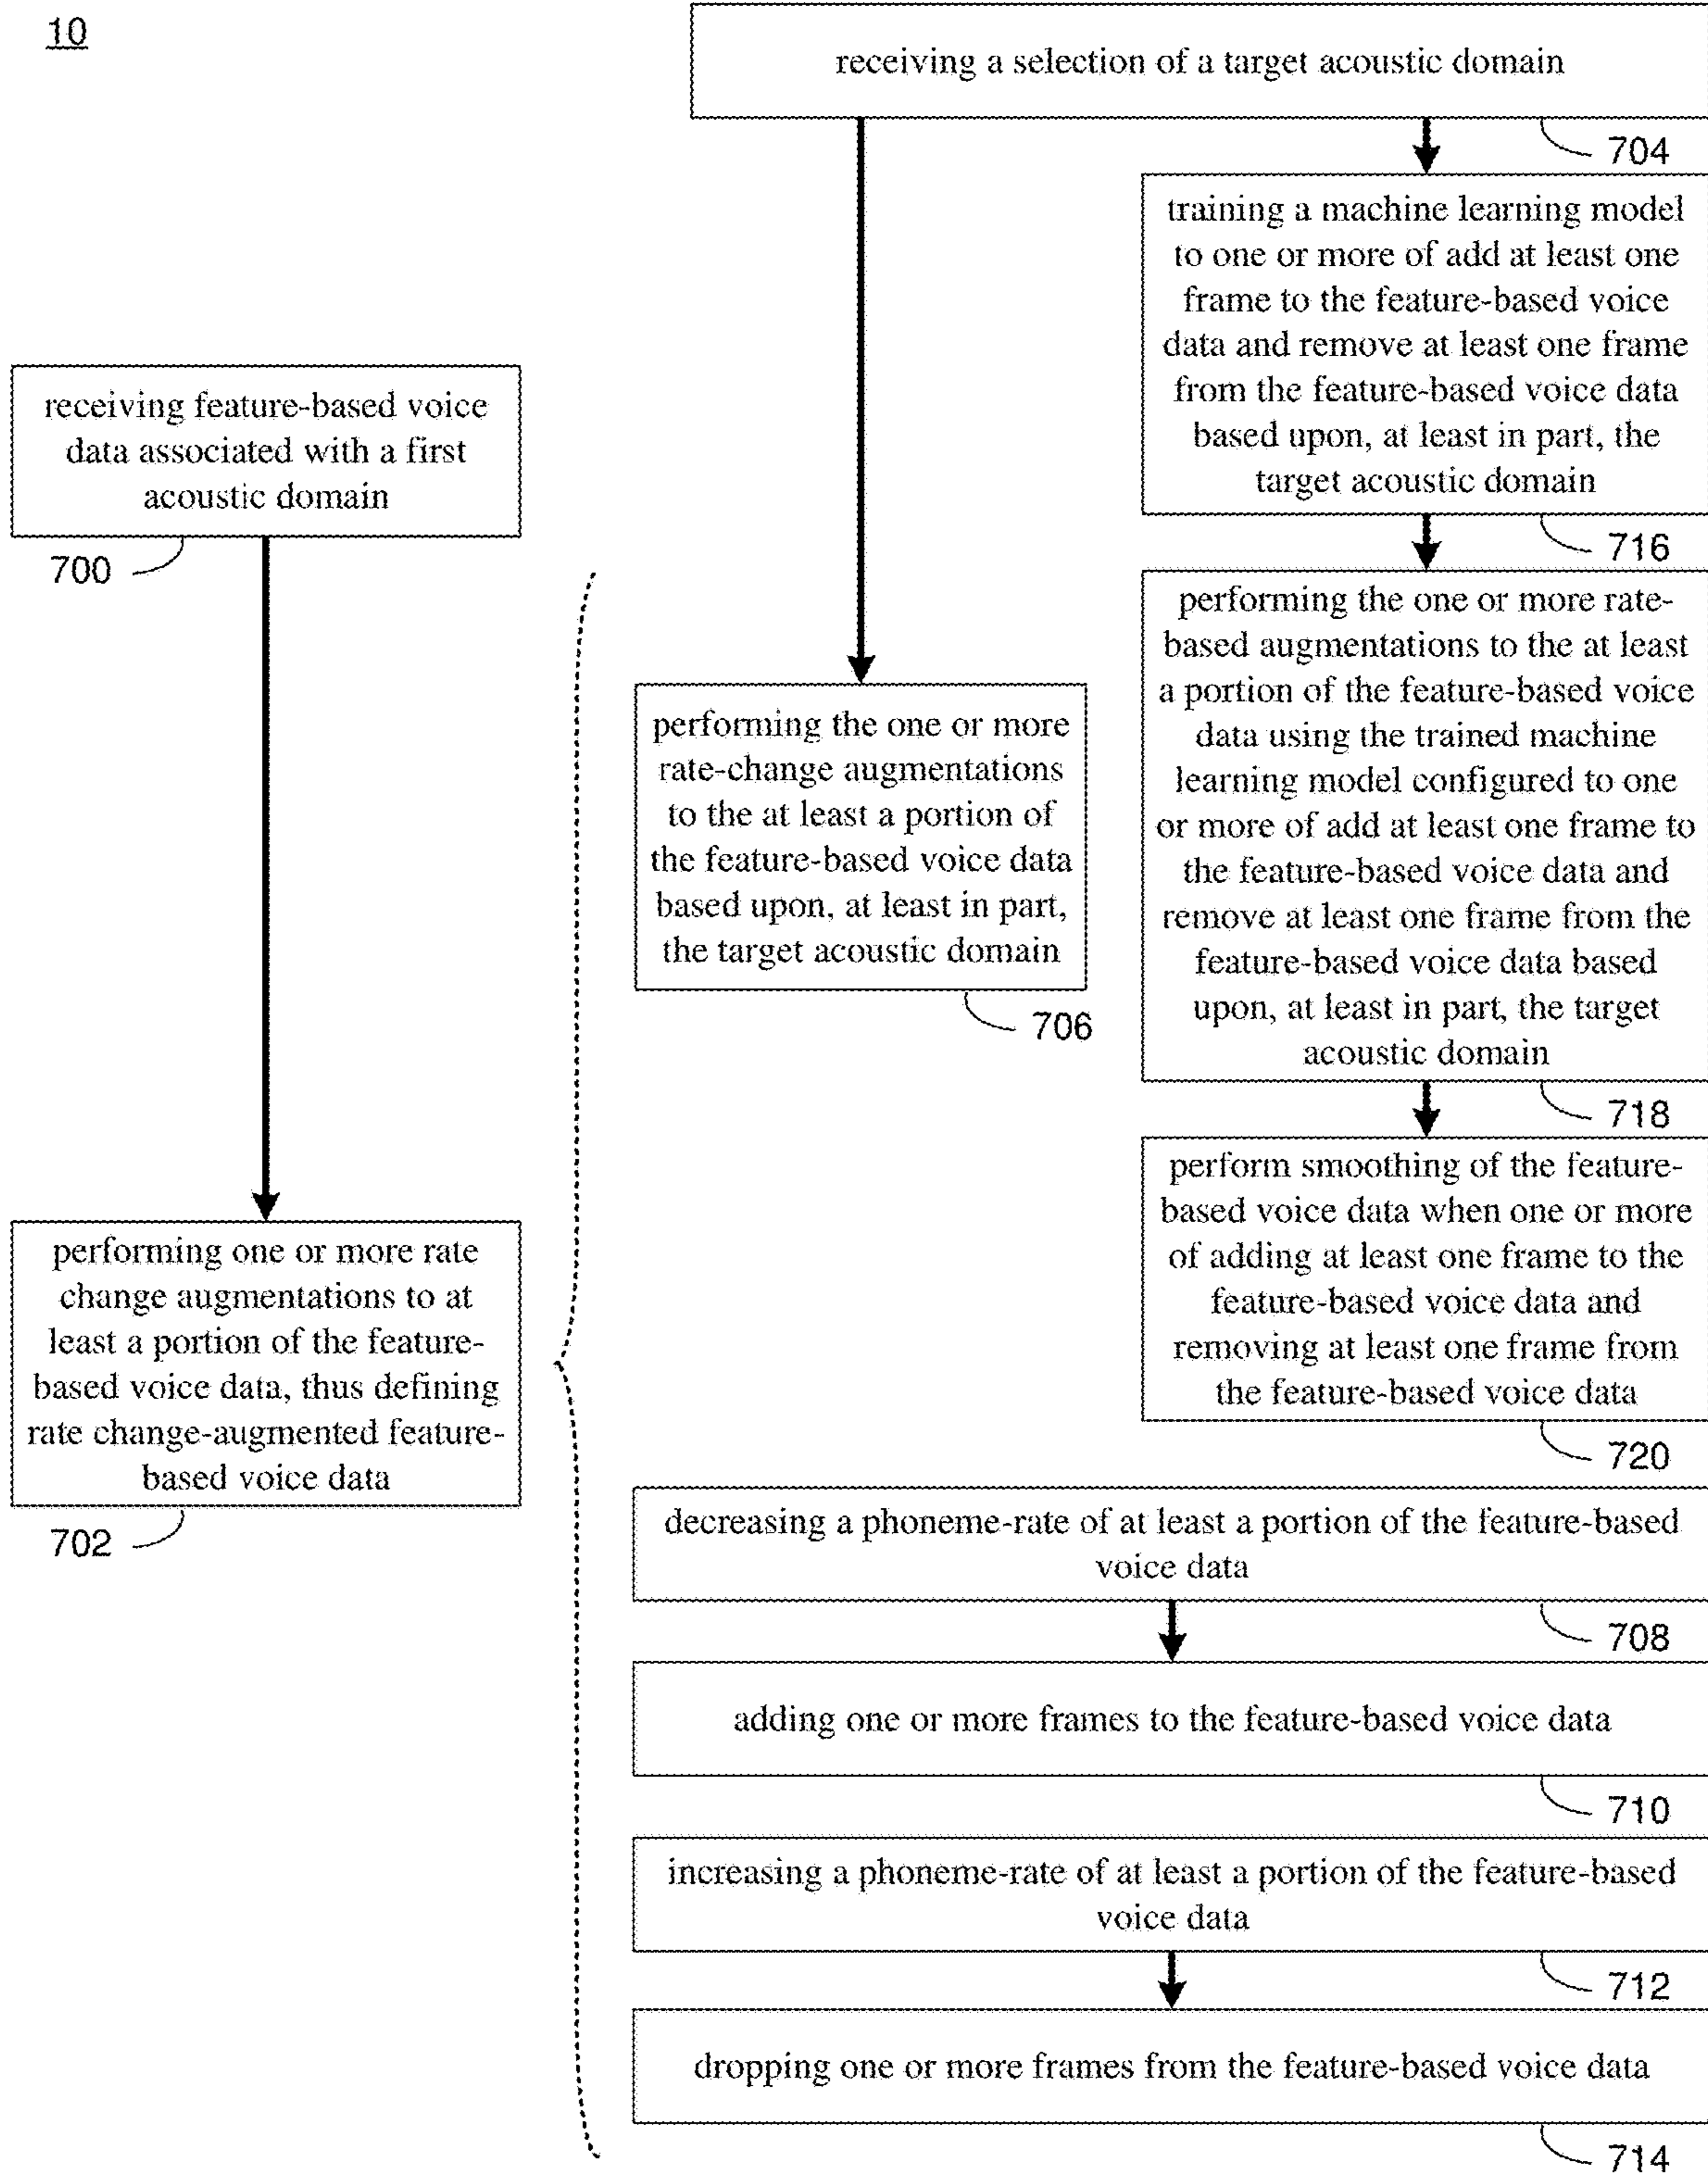 10
receiving a selection of a target acoustic domain
704
training a machine learning model
to one or more of add at least one
frame to the feature-based voice
data and remove at least one frame
from the feature-based voice data
based upon, at least in part, the
target acoustic domain
716
receiving feature-based voice
data associated with a first
acoustic domain
700
performing the one or more
rate-change augmentations
to the at least a portion of
the feature-based voice data
based upon, at least in part,
the target acoustic domain
706
performing the one or more rate-
based augmentations to the at least
a portion of the feature-based voice
data using the trained machine
learning model configured to one
or more of add at least one frame to
the feature-based voice data and
remove at least one frame from the
feature-based voice data based
upon, at least in part, the target
acoustic domain
718
perform smoothing of the feature-
based voice data when one or more
of adding at least one frame to the
feature-based voice data and
removing at least one frame from
the feature-based voice data
720
performing one or more rate
change augmentations to at
least a portion of the feature-
based voice data, thus defining
rate change-augmented feature-
based voice data
702
decreasing a phoneme-rate of at least a portion of the feature-based
voice data
708
adding one or more frames to the feature-based voice data
710
increasing a phoneme-rate of at least a portion of the feature-based
voice data
712
dropping one or more frames from the feature-based voice data
714